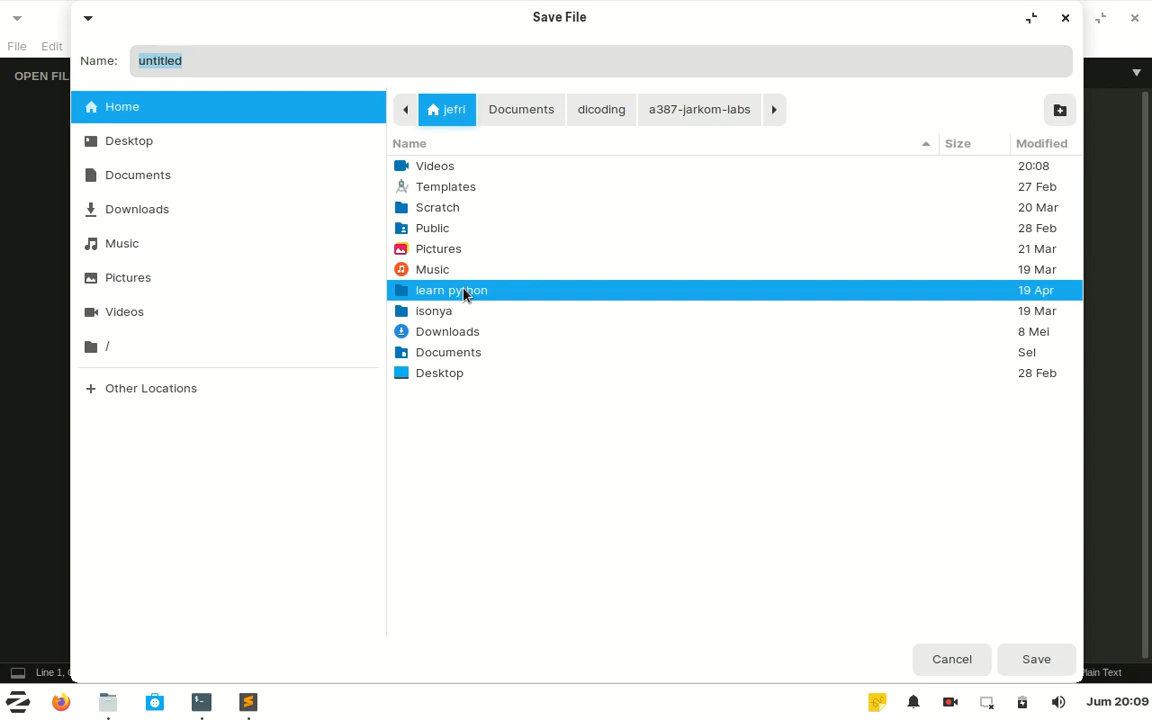 Save File
File Edit
Name: untitled
OPEN FIL
Home
Desktop
Documents
Downloads
Music
Pictures
Videos
/
Other Locations
jefri Documents dicoding a387-jarkom-labs
Name Size Modified
Videos 20:08
Templates 27 Feb
Scratch 20 Mar
Public 28 Feb
Pictures 21 Mar
Music 19 Mar
learn python 19 Apr
isonya 19 Mar
Downloads 8 Mei
Documents Sel
Desktop 28 Feb
Cancel Save
Line 1, Plain Text
Jum 20:09